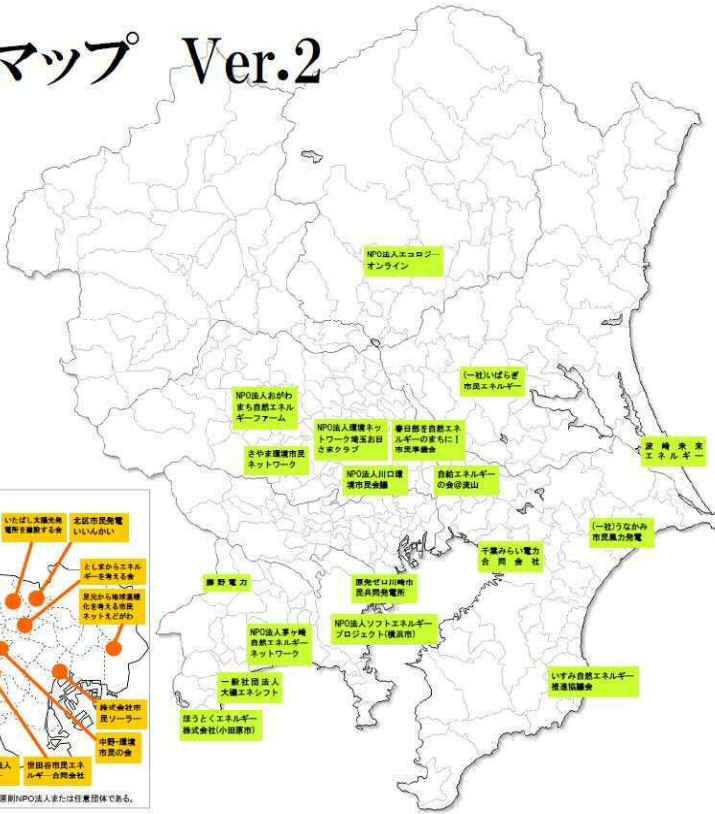 マップ Ver.2
NPO法人エコロジー
オンライン
(一社)いばらぎ
市民エネルギー
NPO法人おがわ
まち自然エネル
ギーファーム
NPO法人環境ネッ
トワーク埼玉お日
さまクラブ
春日部を自然エネ
ルギーのまちに！
市民準備会
さやま環境市民
ネットワーク
NPO法人川口環
境市民会議
自給エネルギー
の会@流山
波崎未来
エネルギー
(一社)うなかみ
市民風力発電
千葉みらい電力
合同会社
藤野電力
原発ゼロ川崎市
民共同発電所
NPO法人ソフトエネルギー
プロジェクト(横浜市)
NPO法人茅ヶ崎
自然エネルギー
ネットワーク
一般社団法人
大磯エネシフト
ほうとくエネルギー
株式会社(小田原市)
いすみ自然エネルギー
推進協議会
いたばし太陽光発
電所を建設する会
北区市民発電
いいんかい
としまからエネル
ギーを考える会
足元から地球温暖
化を考える市民
ネットえどがわ
株式会社市
民ソーラー
中野・環境
市民の会
世田谷市民エネ
ルギー合同会社
法人
原則NPO法人または任意団体である。